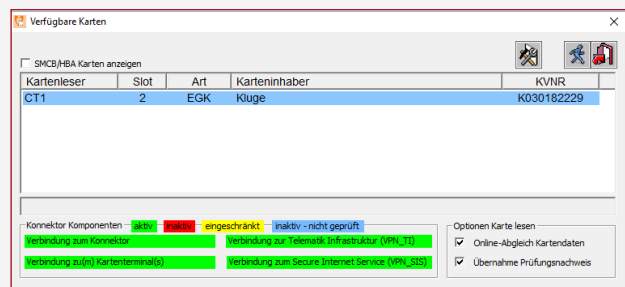 Verfügbare Karten
SMCB/HBA Karten anzeigen
Kartenleser Slot Art Karteninhaber KVNR
CT1 2 EGK Kluge K030182229
Konnektor Komponenten aktiv inaktiv eingeschränkt inaktiv - nicht geprüft
Verbindung zum Konnektor Verbindung zur Telematik Infrastruktur (VPN_TI)
Verbindung zu(m) Kartenterminal(s) Verbindung zum Secure Internet Service (VPN_SIS)
Optionen Karte lesen
Online-Abgleich Kartendaten
Übernahme Prüfungsnachweis